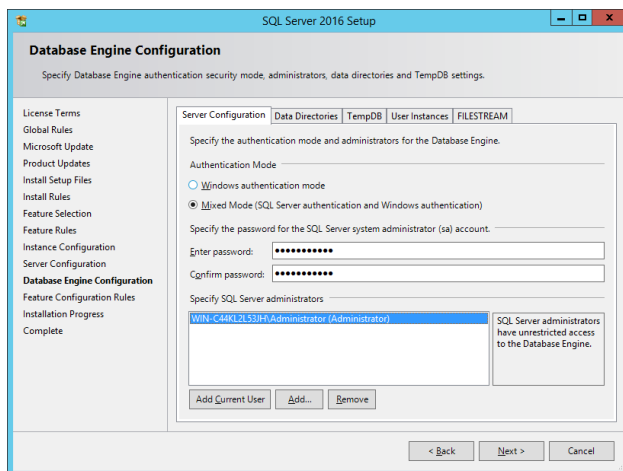 SQL Server 2016 Setup
Database Engine Configuration
Specify Database Engine authentication security mode, administrators, data directories and TempDB settings.
License Terms
Global Rules
Microsoft Update
Product Updates
Install Setup Files
Install Rules
Feature Selection
Feature Rules
Instance Configuration
Server Configuration
Database Engine Configuration
Feature Configuration Rules
Installation Progress
Complete
Server Configuration Data Directories TempDB User Instances FILESTREAM
Specify the authentication mode and administrators for the Database Engine.
Authentication Mode
Windows authentication mode
Mixed Mode (SQL Server authentication and Windows authentication)
Specify the password for the SQL Server system administrator (sa) account.
Enter password: •••••••••••
Confirm password: •••••••••••
Specify SQL Server administrators
WIN-C44KL2L53JH\Administrator (Administrator)
SQL Server administrators
have unrestricted access
to the Database Engine.
Add Current User Add... Remove
< Back Next > Cancel